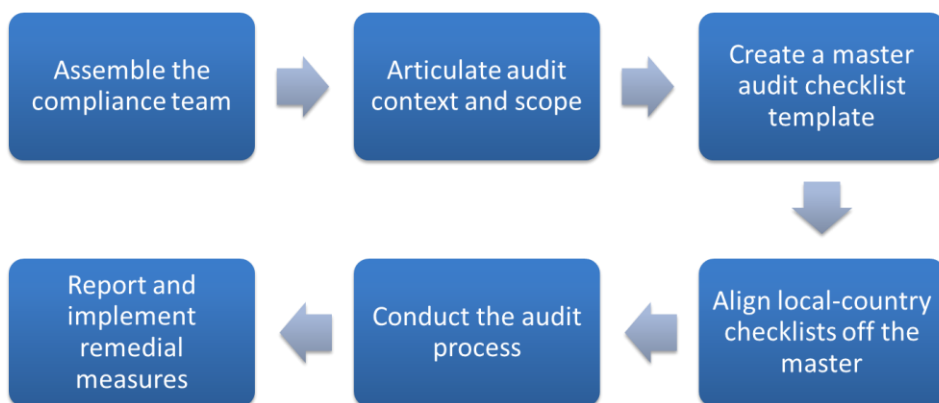 Assemble the
compliance team
Articulate audit
context and scope
Create a master
audit checklist
template
Align local-country
checklists off the
master
Conduct the audit
process
Report and
implement
remedial
measures